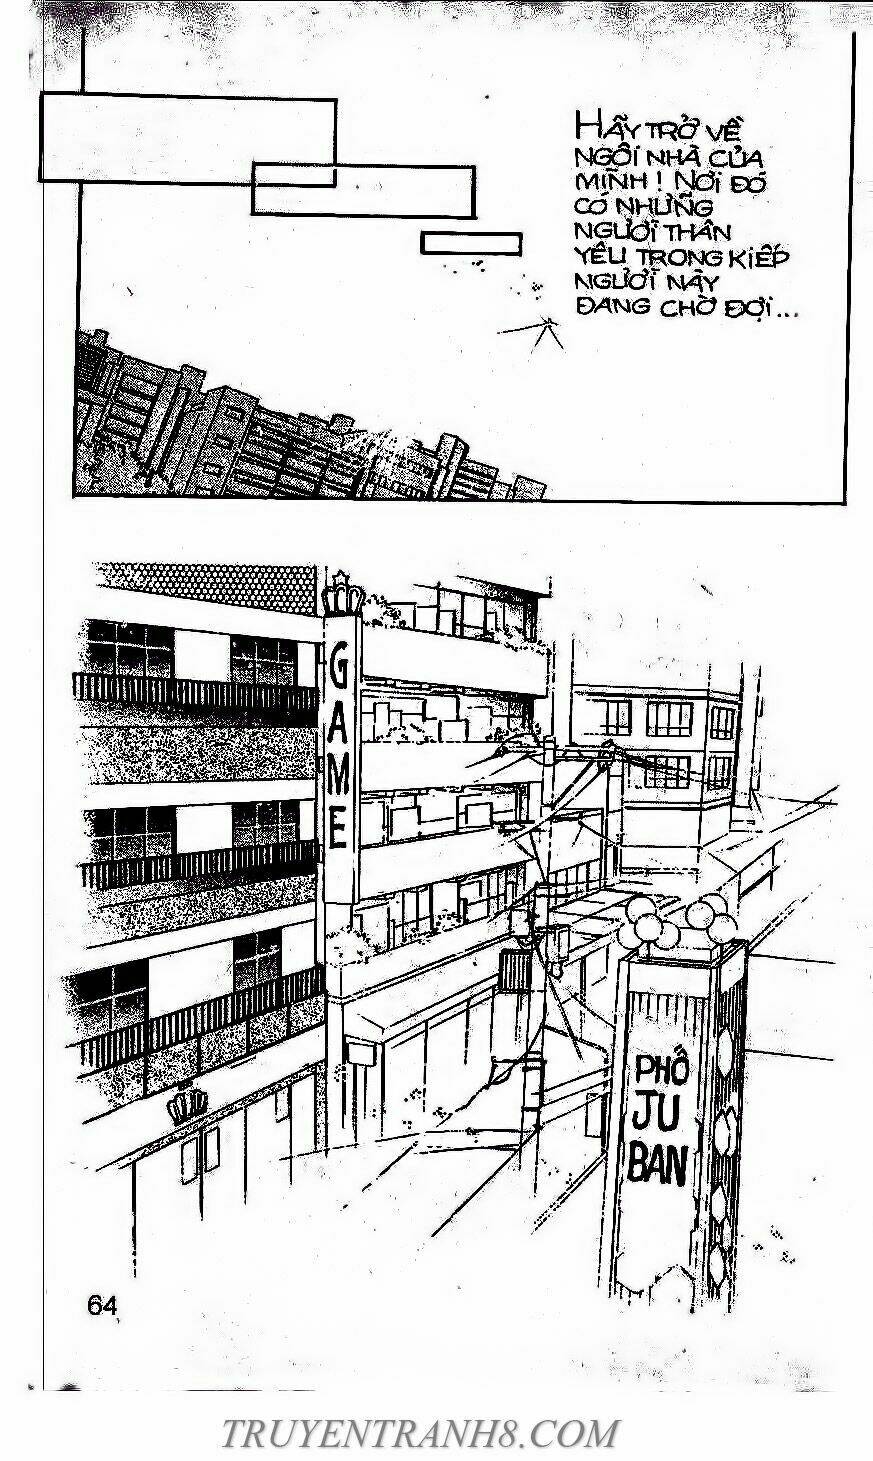 HÃY TRỞ VỀ
NGÔI NHÀ CỦA
MÌNH ! NƠI ĐÓ
CÓ NHỮNG
NGƯỜI THÂN
YÊU TRONG KIẾP
NGƯỜI NÀY
ĐANG CHỜ ĐỢI...
GAME
PHỐ
JU
BAN
64
TRUYENTRANH8.COM